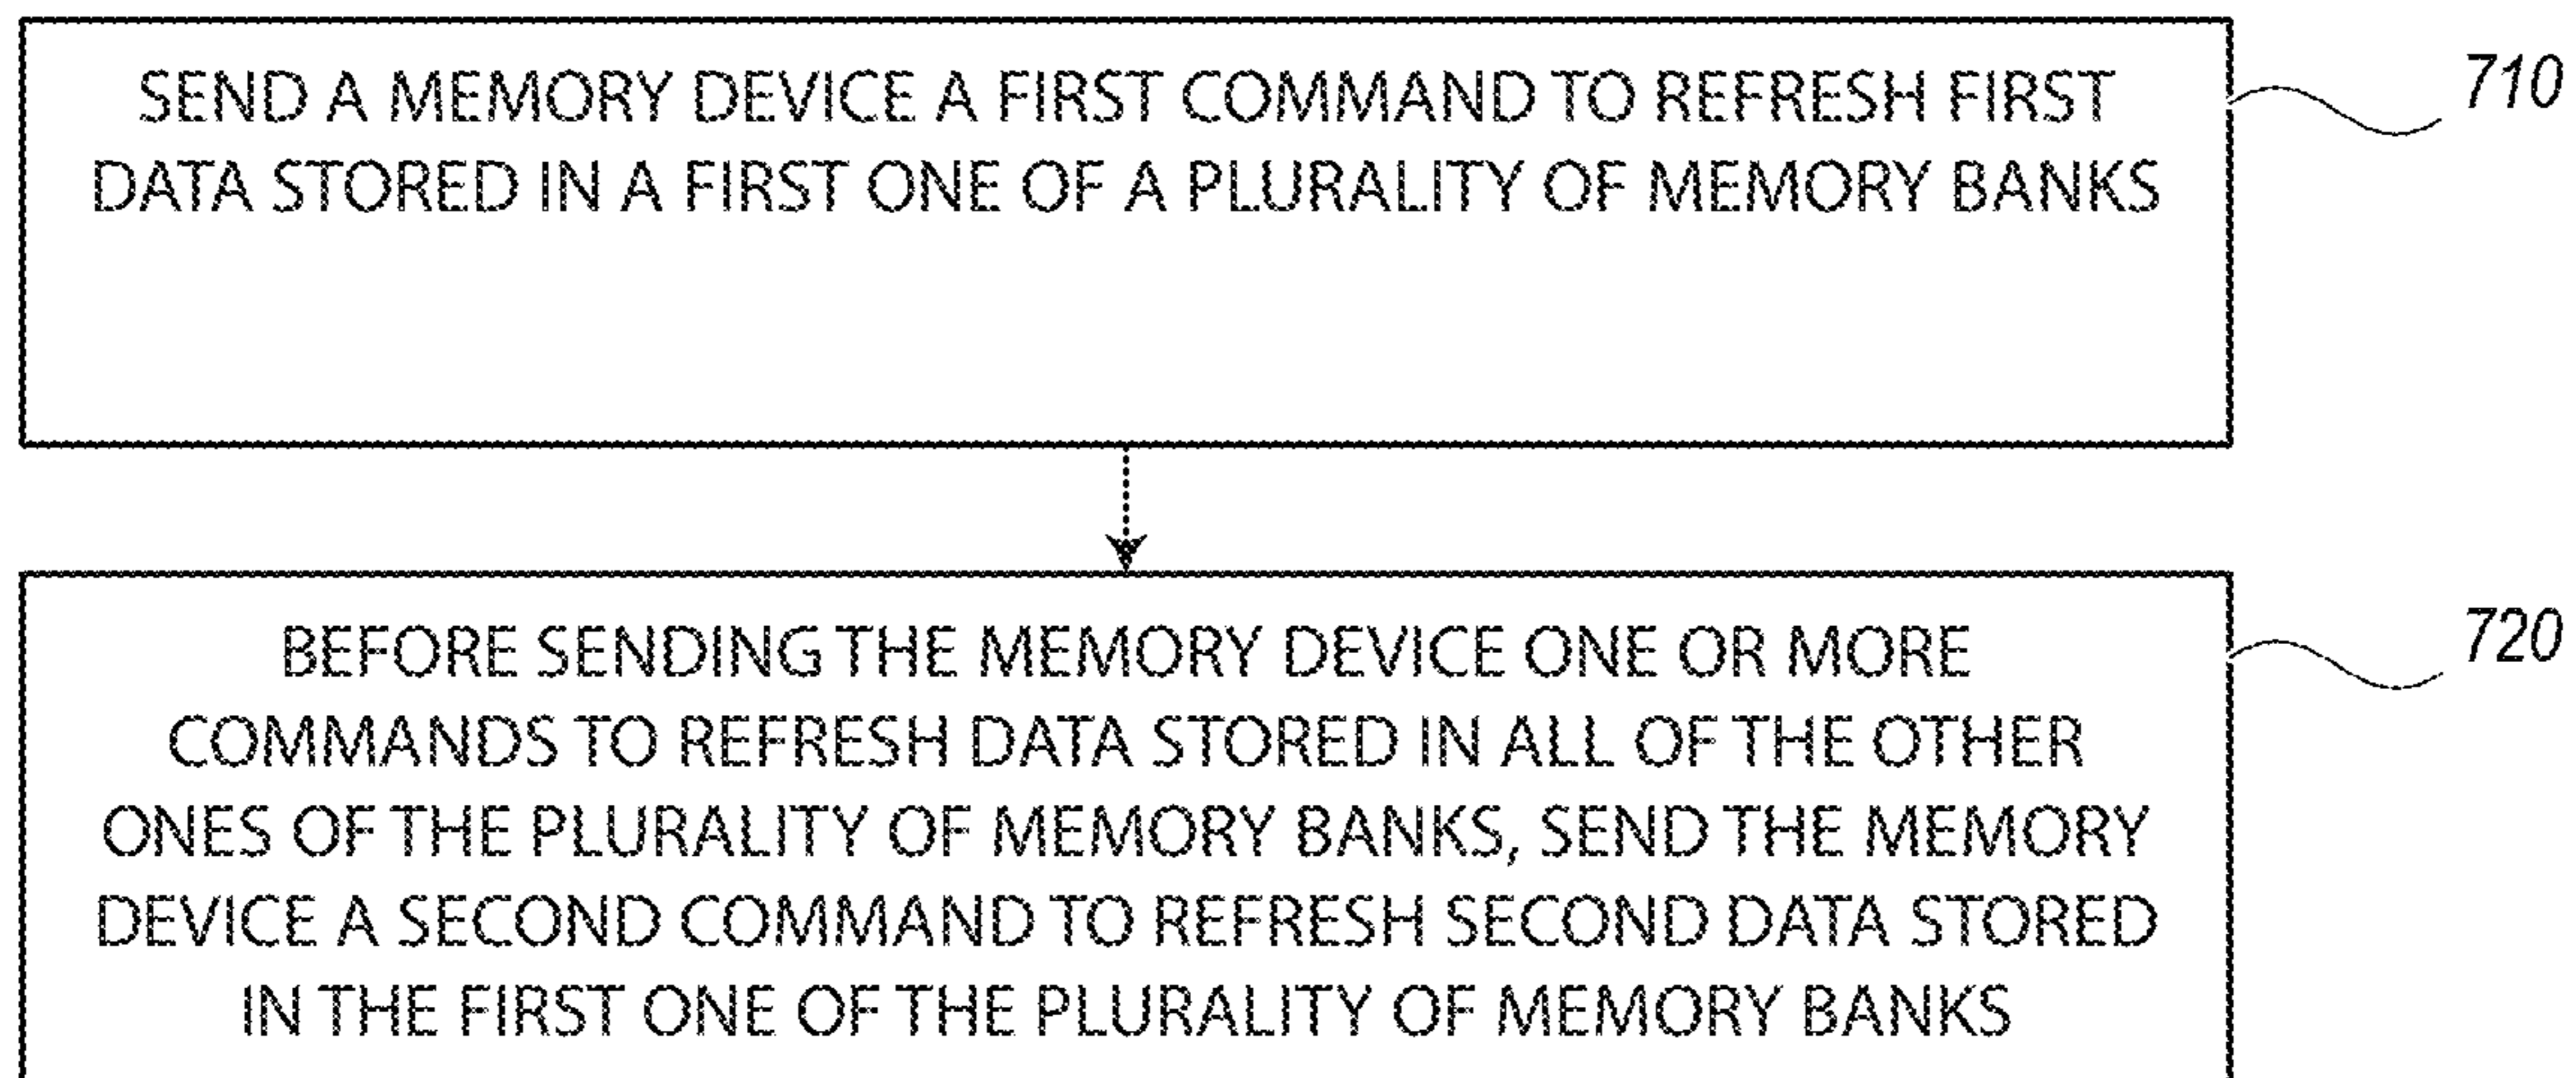 SEND A MEMORY DEVICE A FIRST COMMAND TO REFRESH FIRST
DATA STORED IN A FIRST ONE OF A PLURALITY OF MEMORY BANKS
710
BEFORE SENDING THE MEMORY DEVICE ONE OR MORE
COMMANDS TO REFRESH DATA STORED IN ALL OF THE OTHER
ONES OF THE PLURALITY OF MEMORY BANKS, SEND THE MEMORY
DEVICE A SECOND COMMAND TO REFRESH SECOND DATA STORED
IN THE FIRST ONE OF THE PLURALITY OF MEMORY BANKS
720